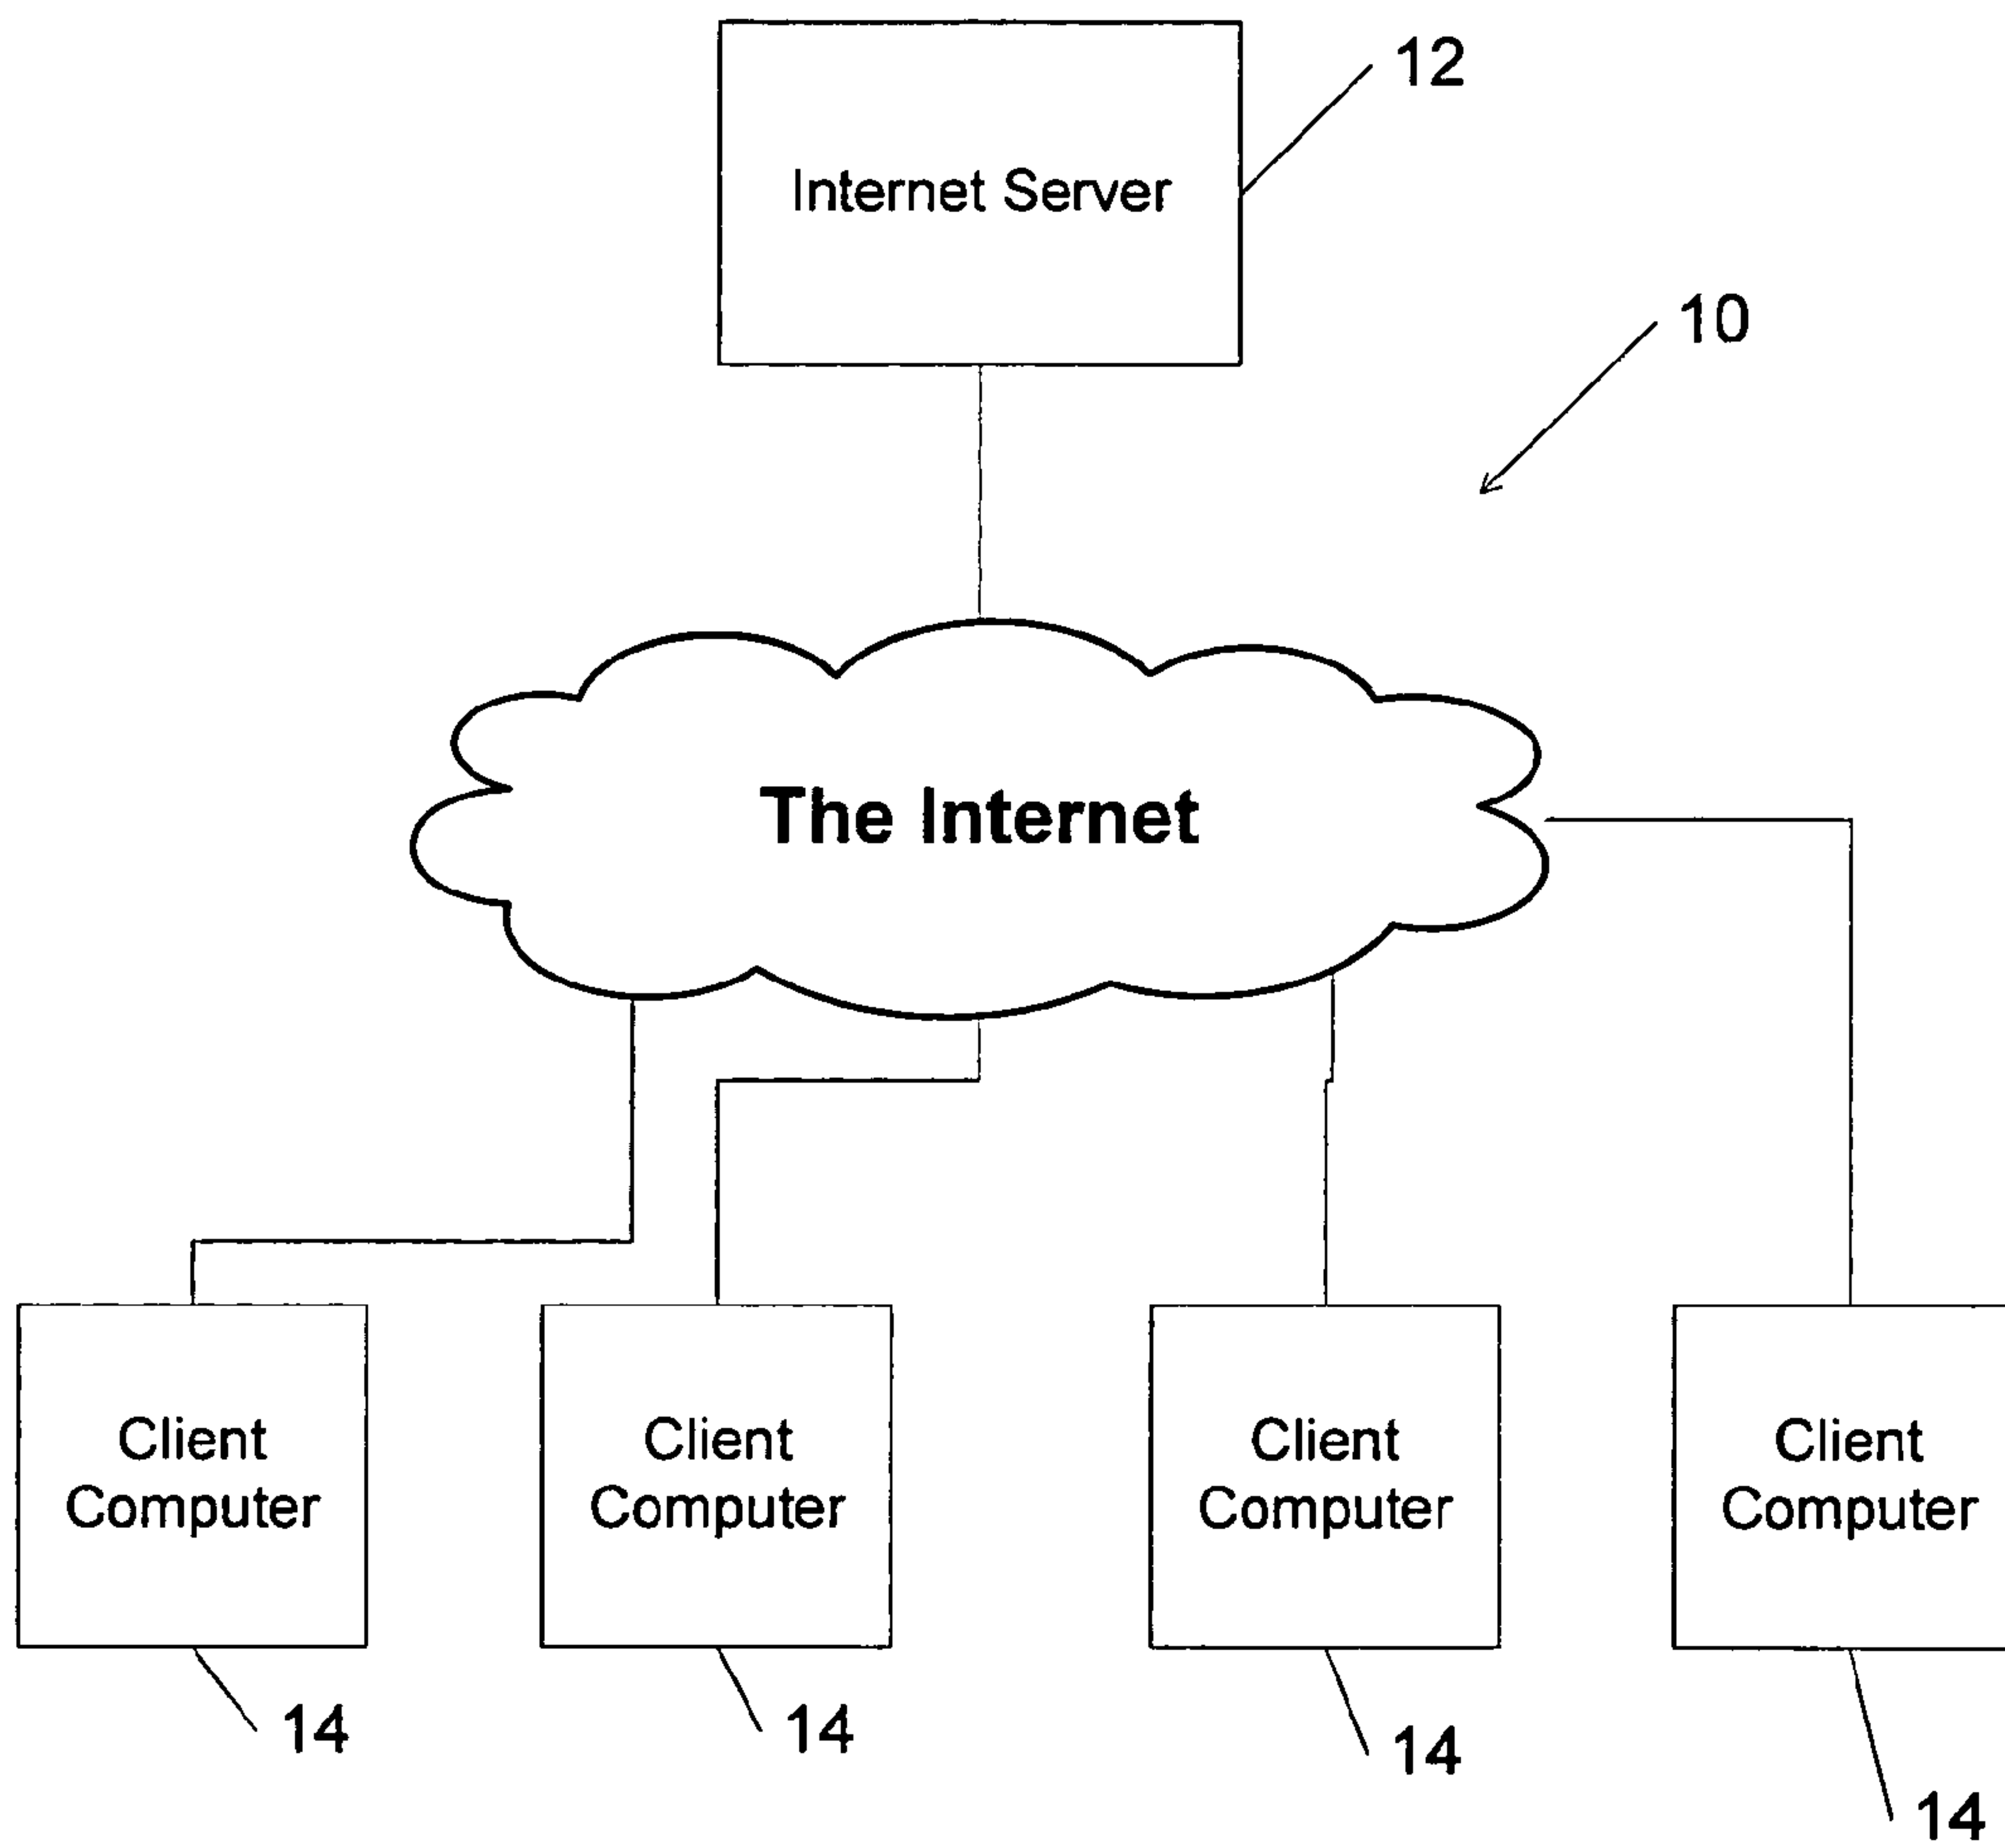 12
Internet Server
10
The Internet
Client
Computer
Client
Computer
Client
Computer
Client
Computer
14
14
14
14